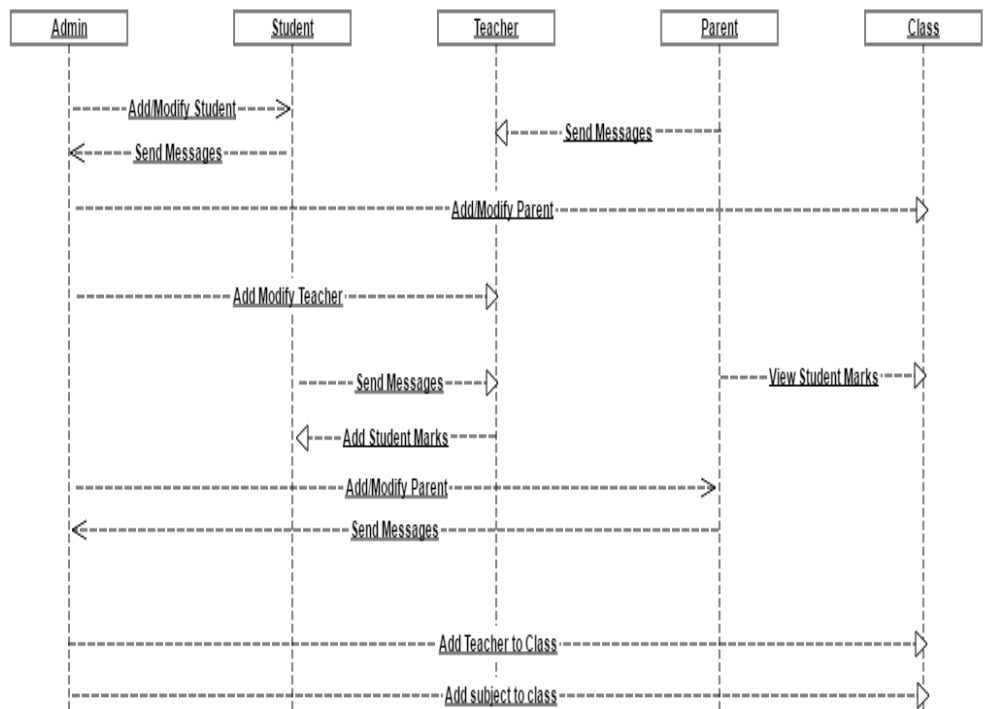 Admin
Student
Teacher
Parent
Class
Add/Modify Student
Send Messages
Send Messages
Add/Modify Parent
Add Modify Teacher
View Student Marks
Send Messages
Add Student Marks
Add/Modify Parent
Send Messages
Add Teacher to Class
Add subject to class